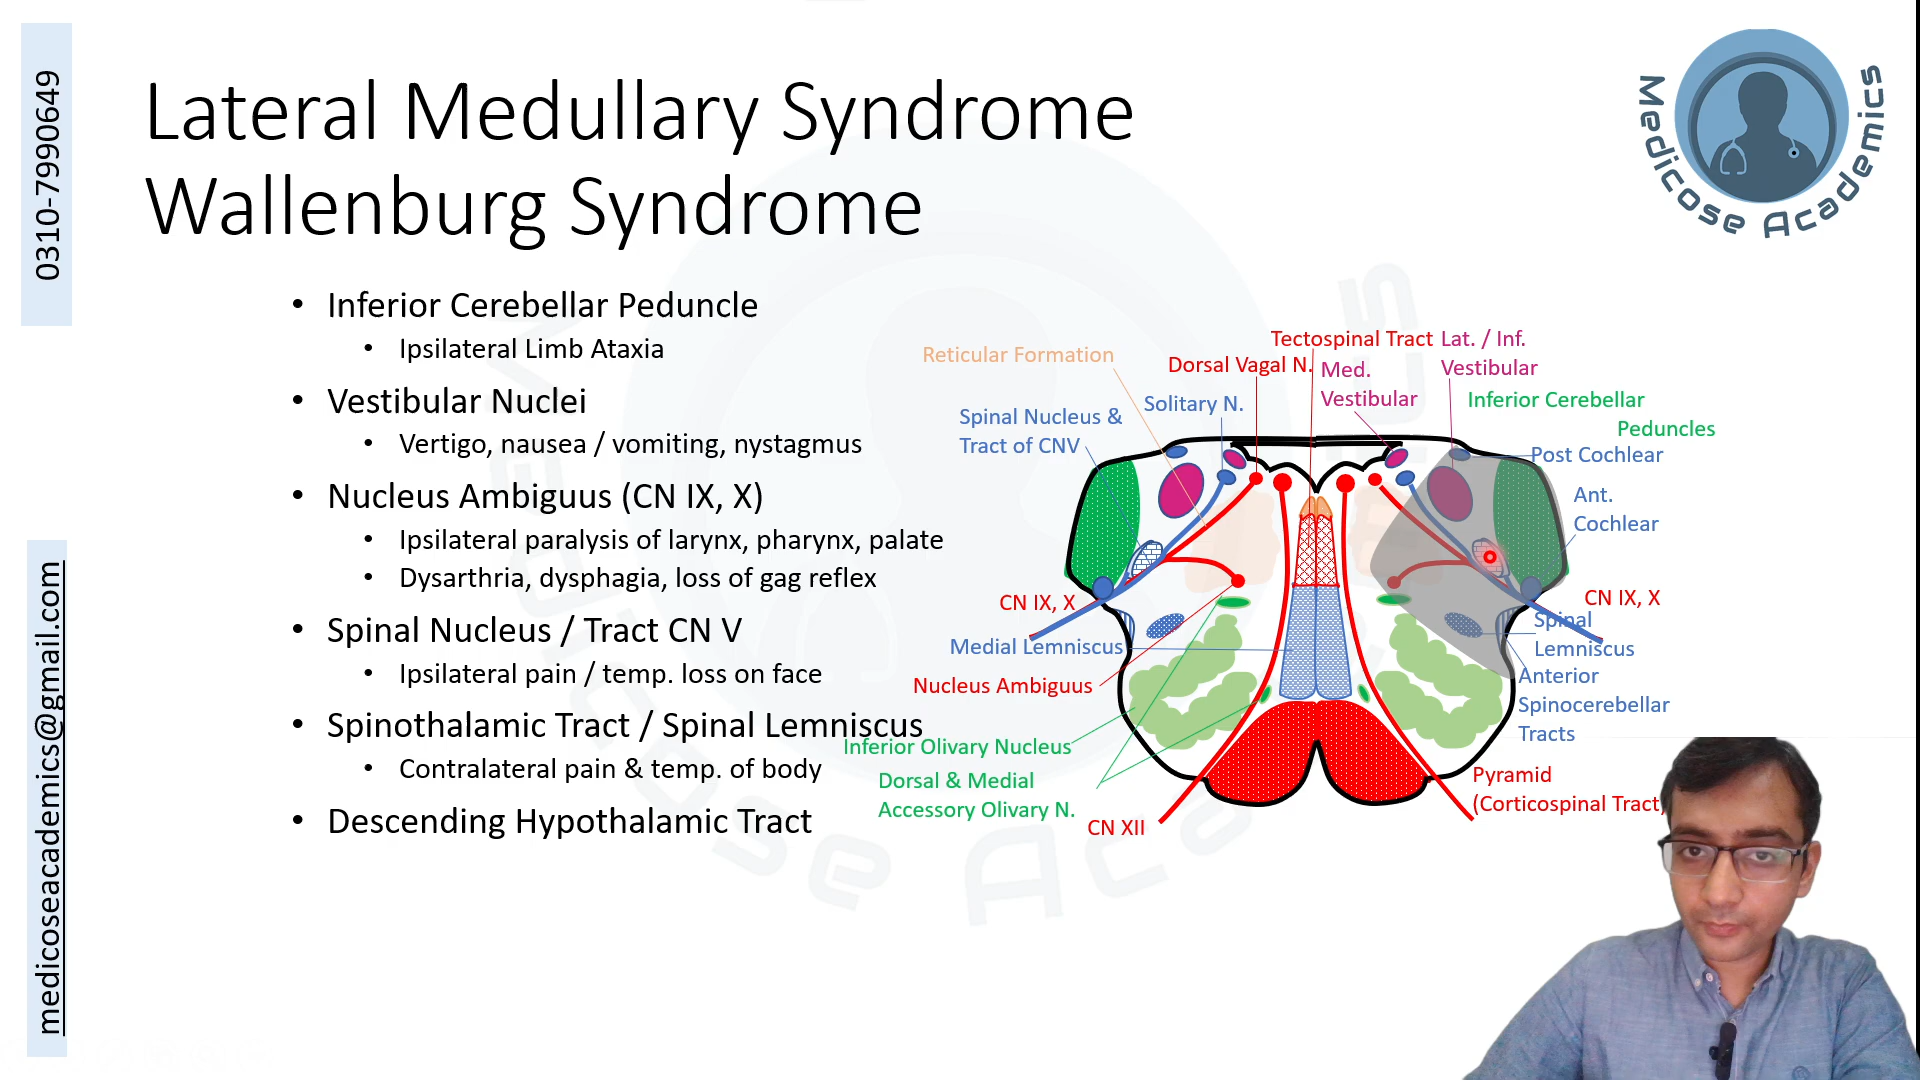 0310-7990649
medicoseacademics@gmail.com
Lateral Medullary Syndrome
Wallenburg Syndrome
Medicose Academics
• Inferior Cerebellar Peduncle
• Ipsilateral Limb Ataxia
• Vestibular Nuclei
• Vertigo, nausea / vomiting, nystagmus
• Nucleus Ambiguus (CN IX, X)
• Ipsilateral paralysis of larynx, pharynx, palate
• Dysarthria, dysphagia, loss of gag reflex
• Spinal Nucleus / Tract CN V
• Ipsilateral pain / temp. loss on face
• Spinothalamic Tract / Spinal Lemniscus
• Contralateral pain & temp. of body
• Descending Hypothalamic Tract
Reticular Formation
Spinal Nucleus &
Tract of CNV
Solitary N.
Dorsal Vagal N.
Tectospinal Tract
Med.
Vestibular
Lat. / Inf.
Vestibular
Inferior Cerebellar
Peduncles
Post Cochlear
Ant.
Cochlear
CN IX, X
CN IX, X
Spinal
Lemniscus
Anterior
Spinocerebellar
Tracts
Medial Lemniscus
Nucleus Ambiguus
Inferior Olivary Nucleus
Dorsal & Medial
Accessory Olivary N.
CN XII
Pyramid
(Corticospinal Tract)
Medicose Academics